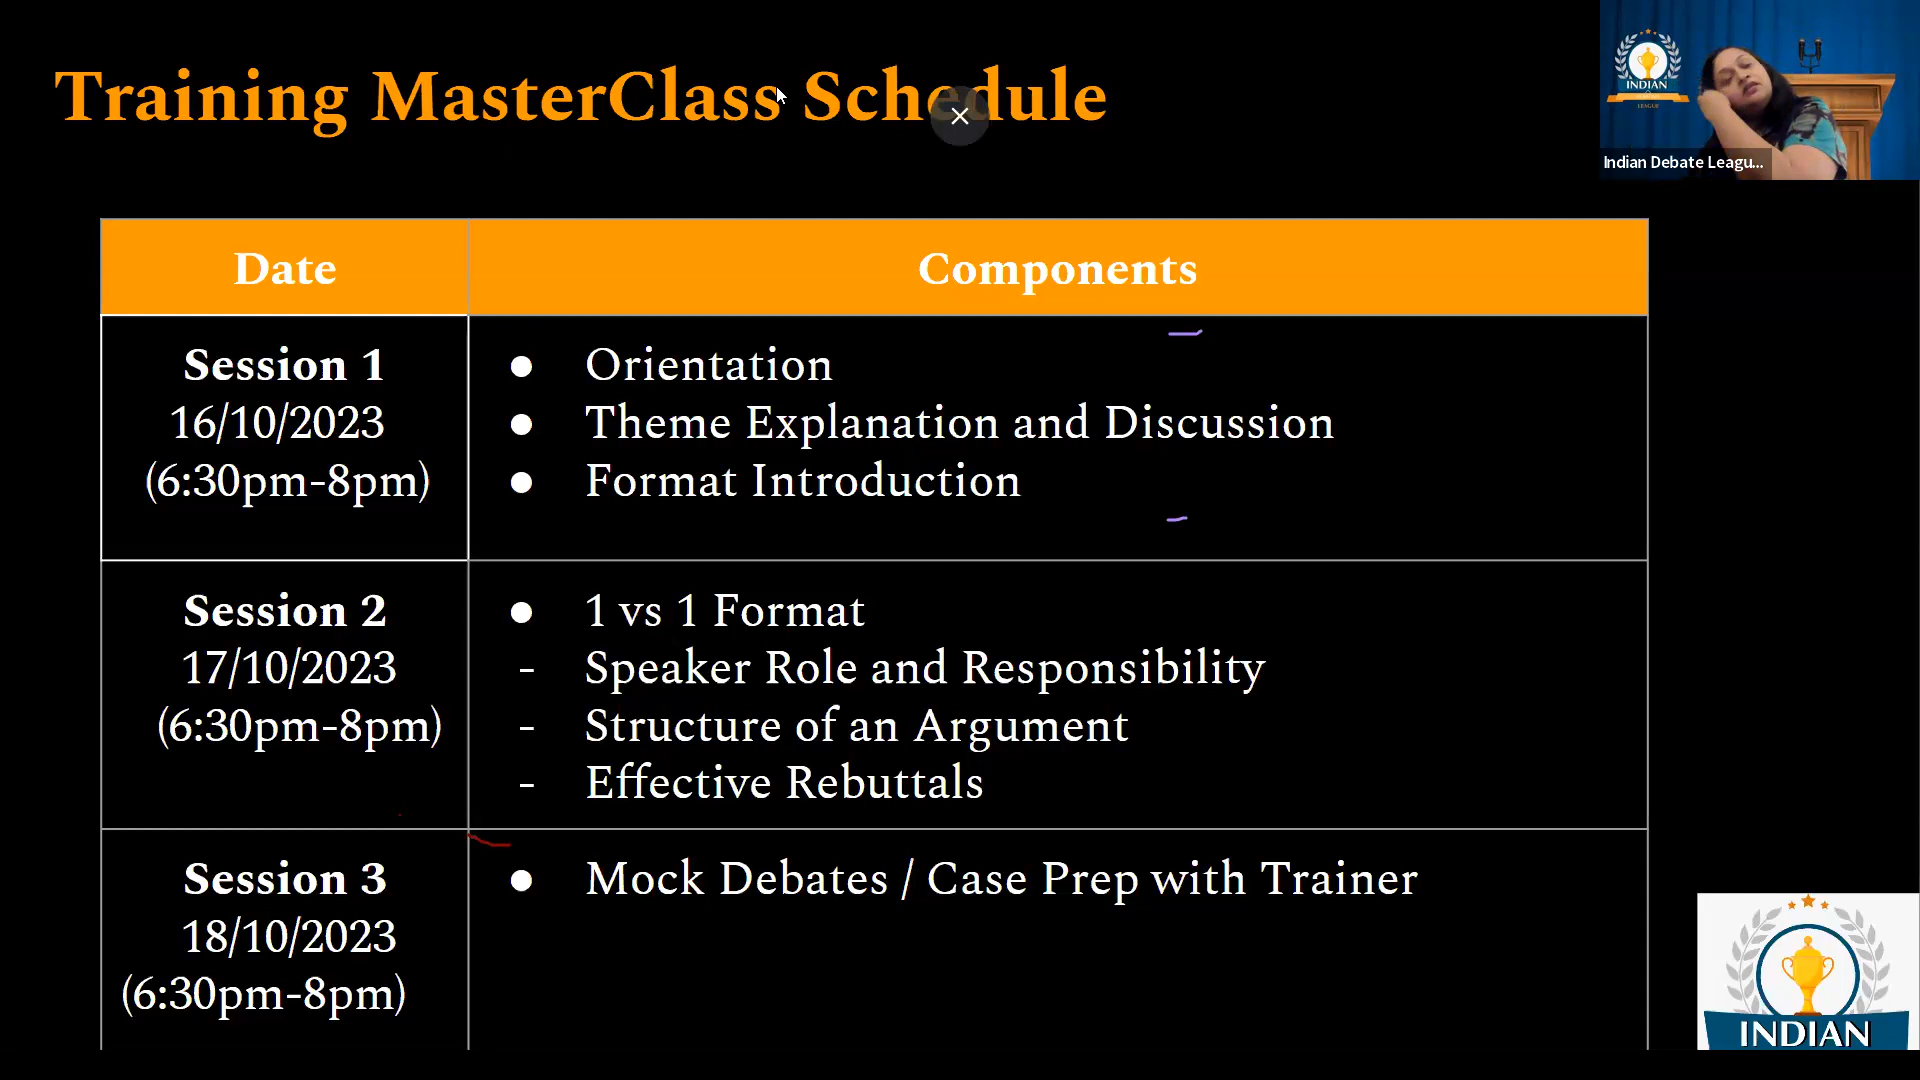 Training MasterClass Schedule
INDIAN
LEAGUE
Indian Debate Leagu...
Date
Components
Session 1
16/10/2023
(6:30pm-8pm)
● Orientation
● Theme Explanation and Discussion
● Format Introduction
Session 2
17/10/2023
(6:30pm-8pm)
● 1 vs 1 Format
- Speaker Role and Responsibility
- Structure of an Argument
- Effective Rebuttals
Session 3
18/10/2023
(6:30pm-8pm)
● Mock Debates / Case Prep with Trainer
INDIAN